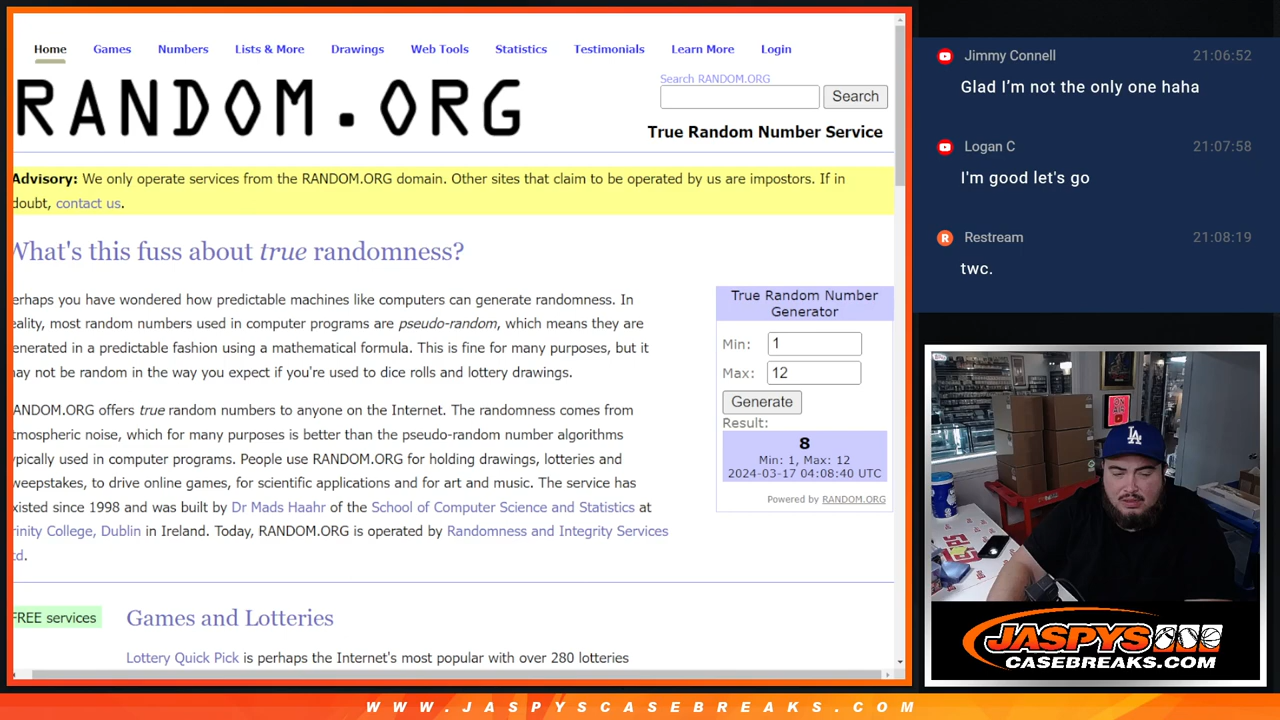 Home Games Numbers Lists & More Drawings Web Tools Statistics Testimonials Learn More Login
RANDOM.ORG
Search RANDOM.ORG
Search
True Random Number Service
Advisory: We only operate services from the RANDOM.ORG domain. Other sites that claim to be operated by us are impostors. If in
doubt, contact us.
What's this fuss about true randomness?
erhaps you have wondered how predictable machines like computers can generate randomness. In
eality, most random numbers used in computer programs are pseudo-random, which means they are
enerated in a predictable fashion using a mathematical formula. This is fine for many purposes, but it
may not be random in the way you expect if you're used to dice rolls and lottery drawings.
RANDOM.ORG offers true random numbers to anyone on the Internet. The randomness comes from
tmospheric noise, which for many purposes is better than the pseudo-random number algorithms
ypically used in computer programs. People use RANDOM.ORG for holding drawings, lotteries and
weepstakes, to drive online games, for scientific applications and for art and music. The service has
xisted since 1998 and was built by Dr Mads Haahr of the School of Computer Science and Statistics at
rinity College, Dublin in Ireland. Today, RANDOM.ORG is operated by Randomness and Integrity Services
td.
True Random Number
Generator
Min: 1
Max: 12
Generate
Result:
8
Min: 1, Max: 12
2024-03-17 04:08:40 UTC
Powered by RANDOM.ORG
FREE services
Games and Lotteries
Lottery Quick Pick is perhaps the Internet's most popular with over 280 lotteries
Jimmy Connell 21:06:52
Glad I'm not the only one haha
Logan C 21:07:58
I'm good let's go
R Restream 21:08:19
twc.
LA
JASPYS
CASEBREAKS.COM
WWW.JASPYSCASEBREAKS.COM